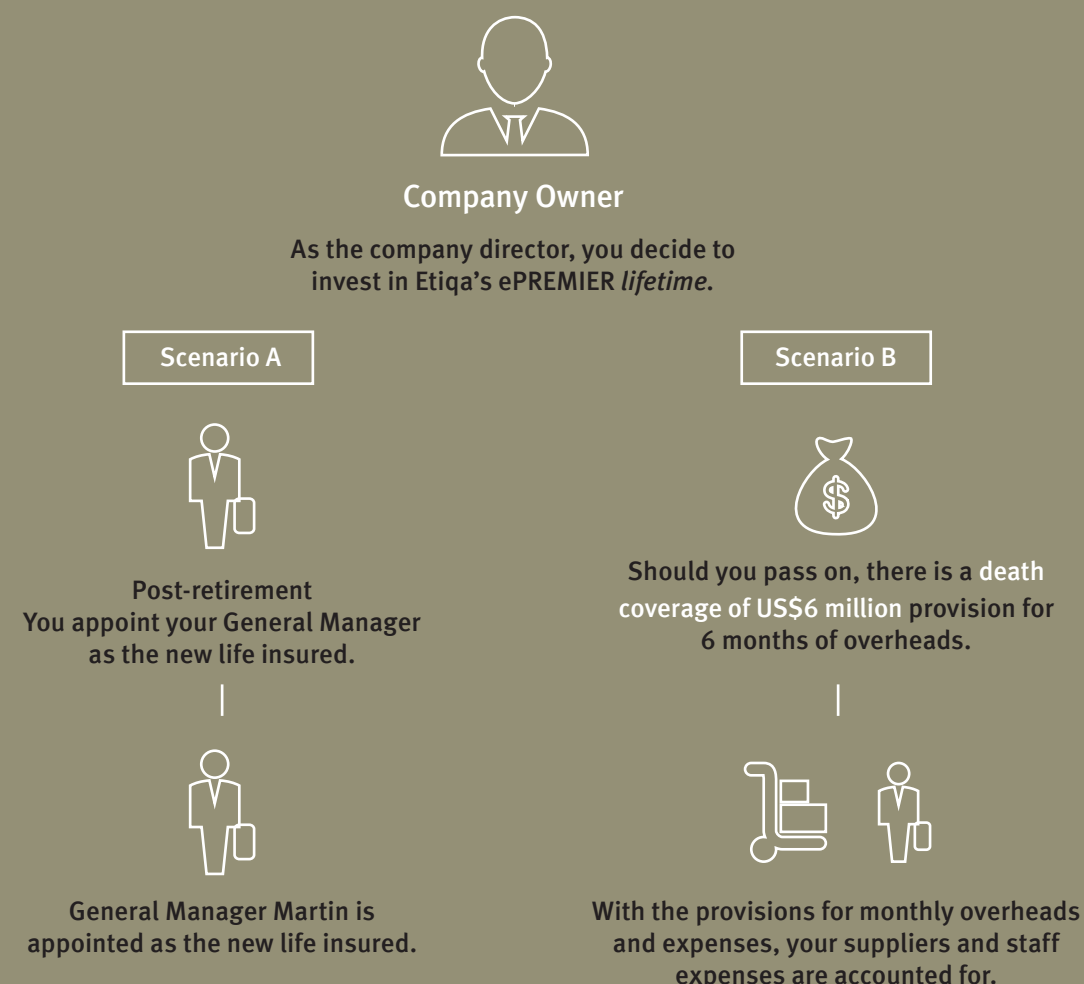 Company Owner
As the company director, you decide to
invest in Etiqa's ePREMIER lifetime.
Scenario A
Post-retirement
You appoint your General Manager
as the new life insured.
General Manager Martin is
appointed as the new life insured.
Scenario B
$
Should you pass on, there is a death
coverage of US$6 million provision for
6 months of overheads.
With the provisions for monthly overheads
and expenses, your suppliers and staff
expenses are accounted for.